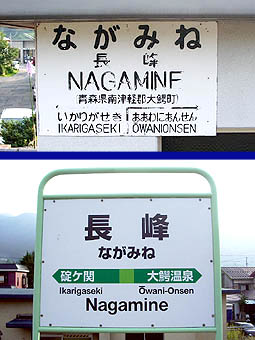 ながみね
長峰
NAGAMINE
(青森県南津軽郡大鰐町)
いかりがせき おおわにおんせん
IKARIGASEKI ŌWANIONSEN
長峰
ながみね
碇ケ関 大鰐温泉
Ikarigaseki Ōwani-Onsen
Nagamine